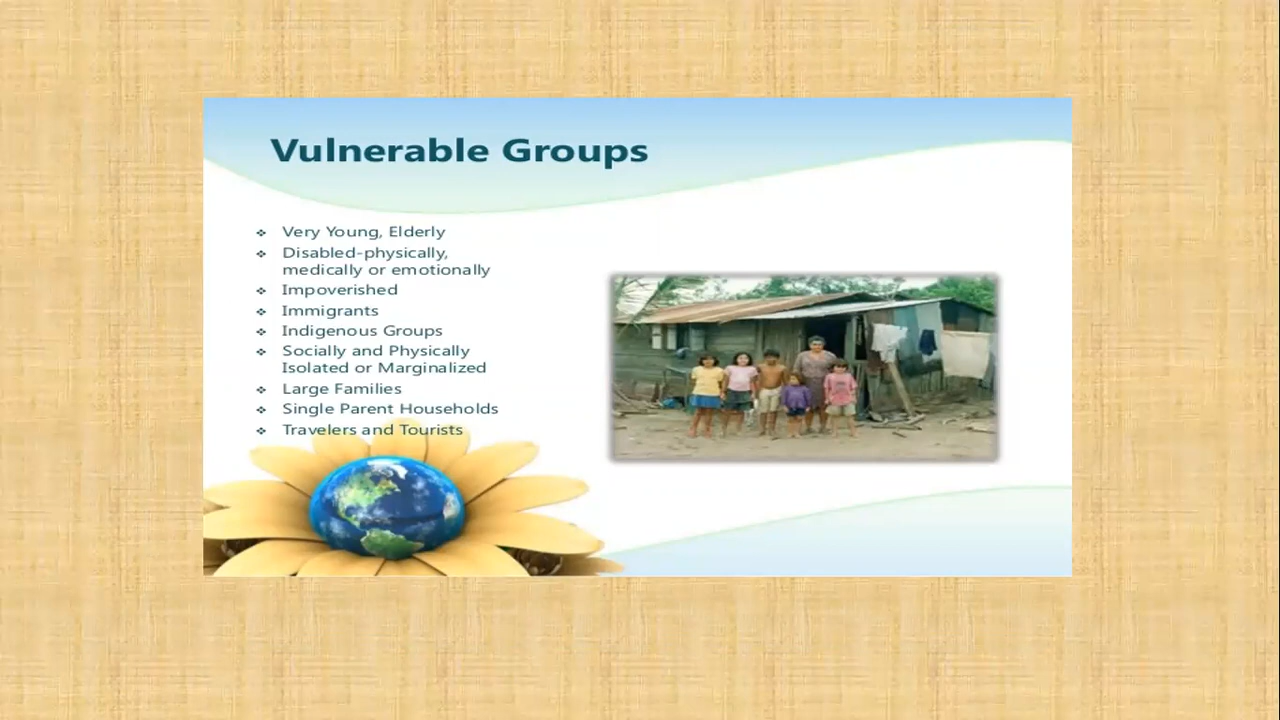 Vulnerable Groups
Very Young, Elderly
Disabled-physically,
medically or emotionally
Impoverished
Immigrants
Indigenous Groups
Socially and Physically
Isolated or Marginalized
Large Families
Single Parent Households
Travelers and Tourists